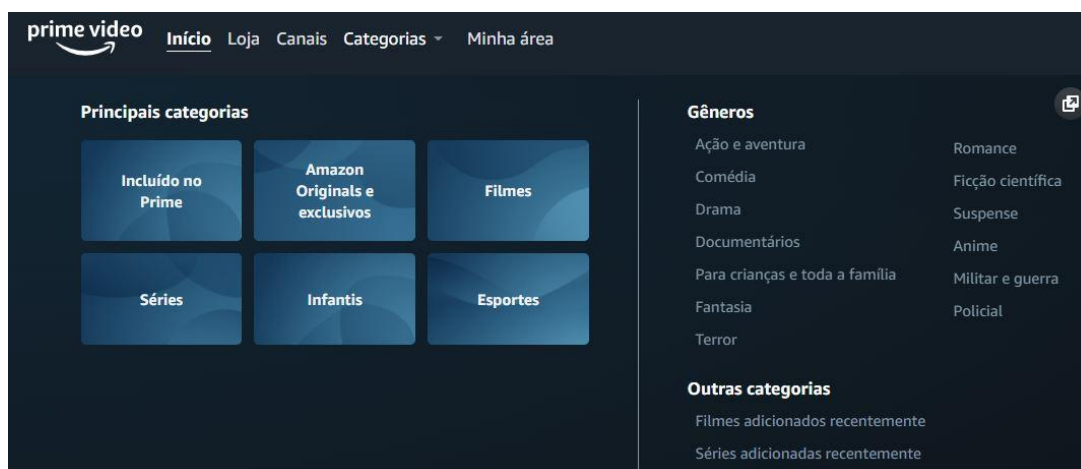 prime video
Início Loja Canais Categorias Minha área
Principais categorias
Incluído no
Prime
Amazon
Originals e
exclusivos
Filmes
Séries
Infantis
Esportes
Gêneros
Ação e aventura
Comédia
Drama
Documentários
Para crianças e toda a família
Fantasia
Terror
Romance
Ficção científica
Suspense
Anime
Militar e guerra
Policial
Outras categorias
Filmes adicionados recentemente
Séries adicionadas recentemente